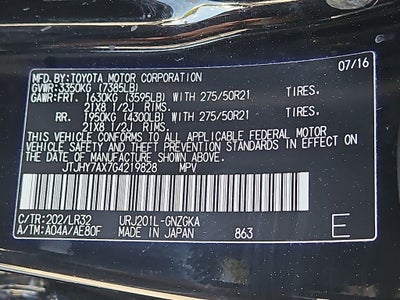 MFD.BY:TOYOTA MOTOR CORPORATION 07/16
GVWR:3350KG (7385LB)
GAWR:FRT. 1630KG (3595LB) WITH 275/50R21 TIRES.
21X8 1/2J RIMS.
RR. 1950KG (4300LB) WITH 275/50R21 TIRES.
21X8 1/2J RIMS.
THIS VEHICLE CONFORMS TO ALL APPLICABLE FEDERAL MOTOR
VEHICLE SAFETY AND THEFT PREVENTION STANDARDS IN EFFECT
ON THE DATE OF MANUFACTURE SHOWN ABOVE.
JTJHY7AX7G4219828 MPV
C/TR:202/LR32 URJ201L-GNZGKA
A/TM:A04A/AE80F MADE IN JAPAN 863 E